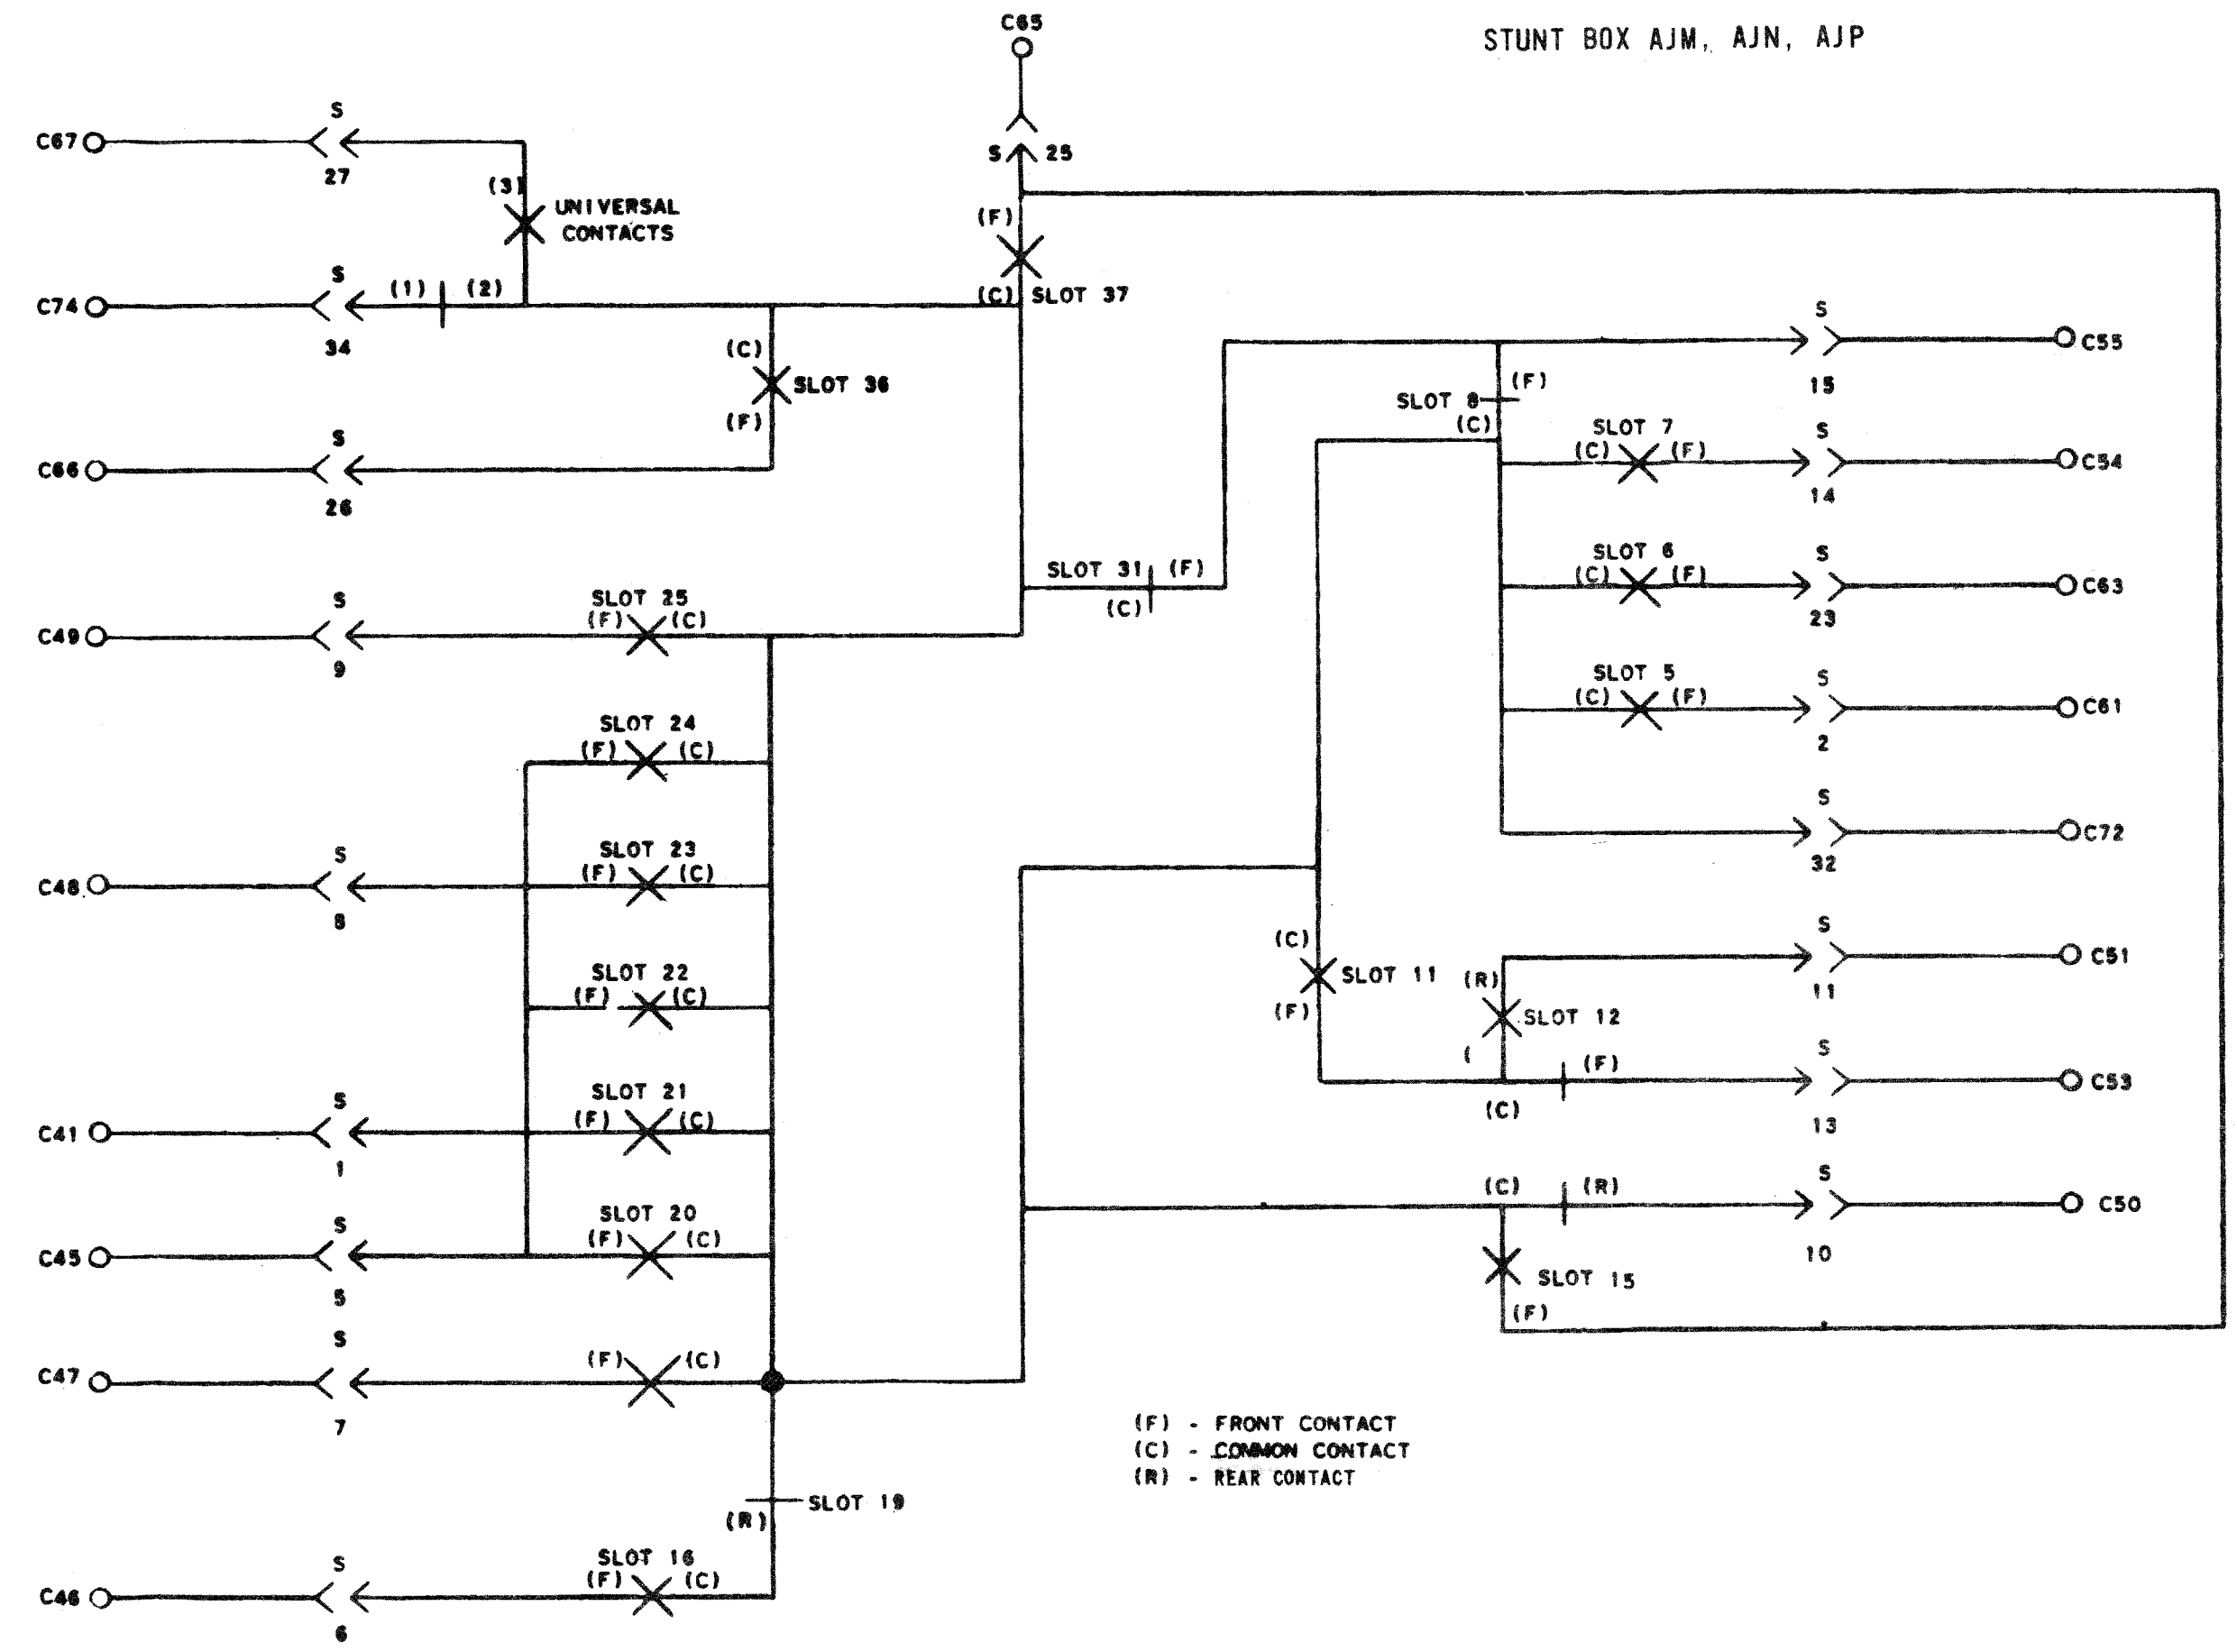 C65
STUNT BOX AJM, AJN, AJP
C67
S
27
(3)
UNIVERSAL
CONTACTS
S 25
(F)
(C) SLOT 37
C74
S
34
(1) (2)
(C)
SLOT 36
(F)
C66
S
26
S
C55
15
(F)
SLOT 8
(C)
SLOT 7
(C) (F)
S
C54
14
SLOT 6
(C) (F)
S
C63
23
SLOT 31 (F)
(C)
C49
S
9
SLOT 25
(F) (C)
SLOT 5
(C) (F)
S
C61
2
SLOT 24
(F) (C)
S
C72
32
C48
S
8
SLOT 23
(F) (C)
(C)
SLOT 11
(F)
S
C51
11
(R)
SLOT 12
(
SLOT 22
(F) (C)
(F)
(C)
S
C53
13
C41
S
1
SLOT 21
(F) (C)
(C) (R)
S
C50
10
C45
S
5
SLOT 20
(F) (C)
SLOT 15
(F)
C47
S
7
(F) (C)
(F) - FRONT CONTACT
(C) - COMMON CONTACT
(R) - REAR CONTACT
SLOT 19
(R)
C46
S
6
SLOT 16
(F) (C)